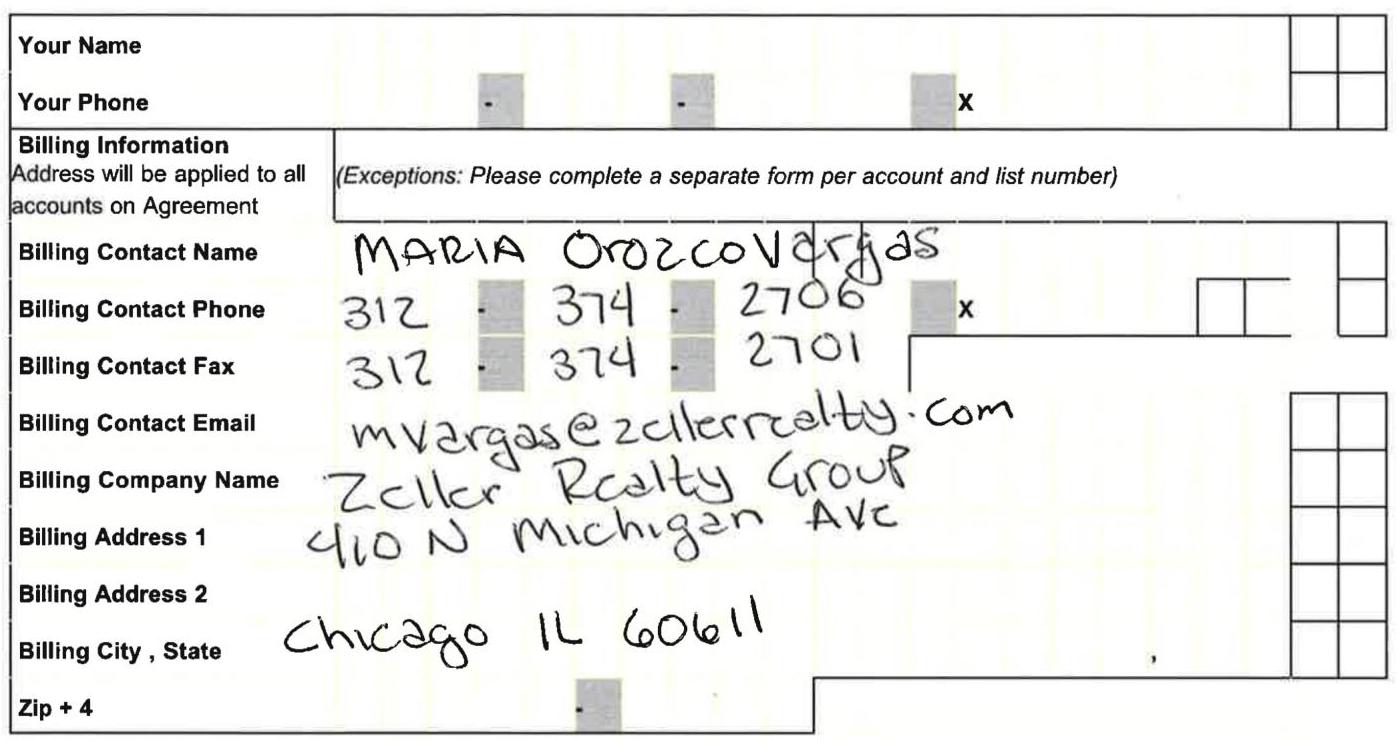 Your Name
Your Phone - - X
Billing Information
Address will be applied to all (Exceptions: Please complete a separate form per account and list number)
accounts on Agreement
Billing Contact Name MARIA Orozco Vargas
Billing Contact Phone 312 - 374 - 2706 X
Billing Contact Fax 312 - 374 - 2701
Billing Contact Email mvargas@zellerrealty.com
Billing Company Name Zeller Realty Group
Billing Address 1 410 N Michigan Ave
Billing Address 2
Billing City , State Chicago IL 60611 ,
Zip + 4 -